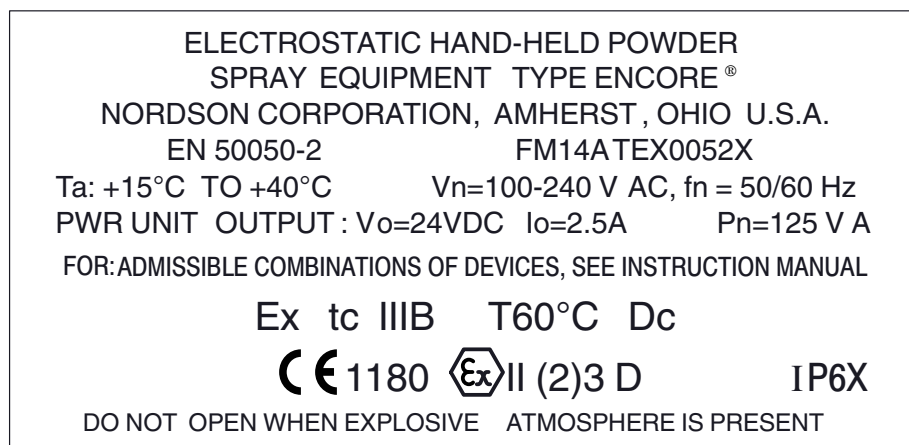 ELECTROSTATIC HAND-HELD POWDER
SPRAY EQUIPMENT TYPE ENCORE ®
NORDSON CORPORATION, AMHERST , OHIO U.S.A.
EN 50050-2 FM14ATEX0052X
Ta: +15°C TO +40°C Vn=100-240 V AC, fn = 50/60 Hz
PWR UNIT OUTPUT : Vo=24VDC Io=2.5A Pn=125 V A
FOR: ADMISSIBLE COMBINATIONS OF DEVICES, SEE INSTRUCTION MANUAL
Ex tc IIIB T60°C Dc
CE 1180 Ex II (2)3 D IP6X
DO NOT OPEN WHEN EXPLOSIVE ATMOSPHERE IS PRESENT